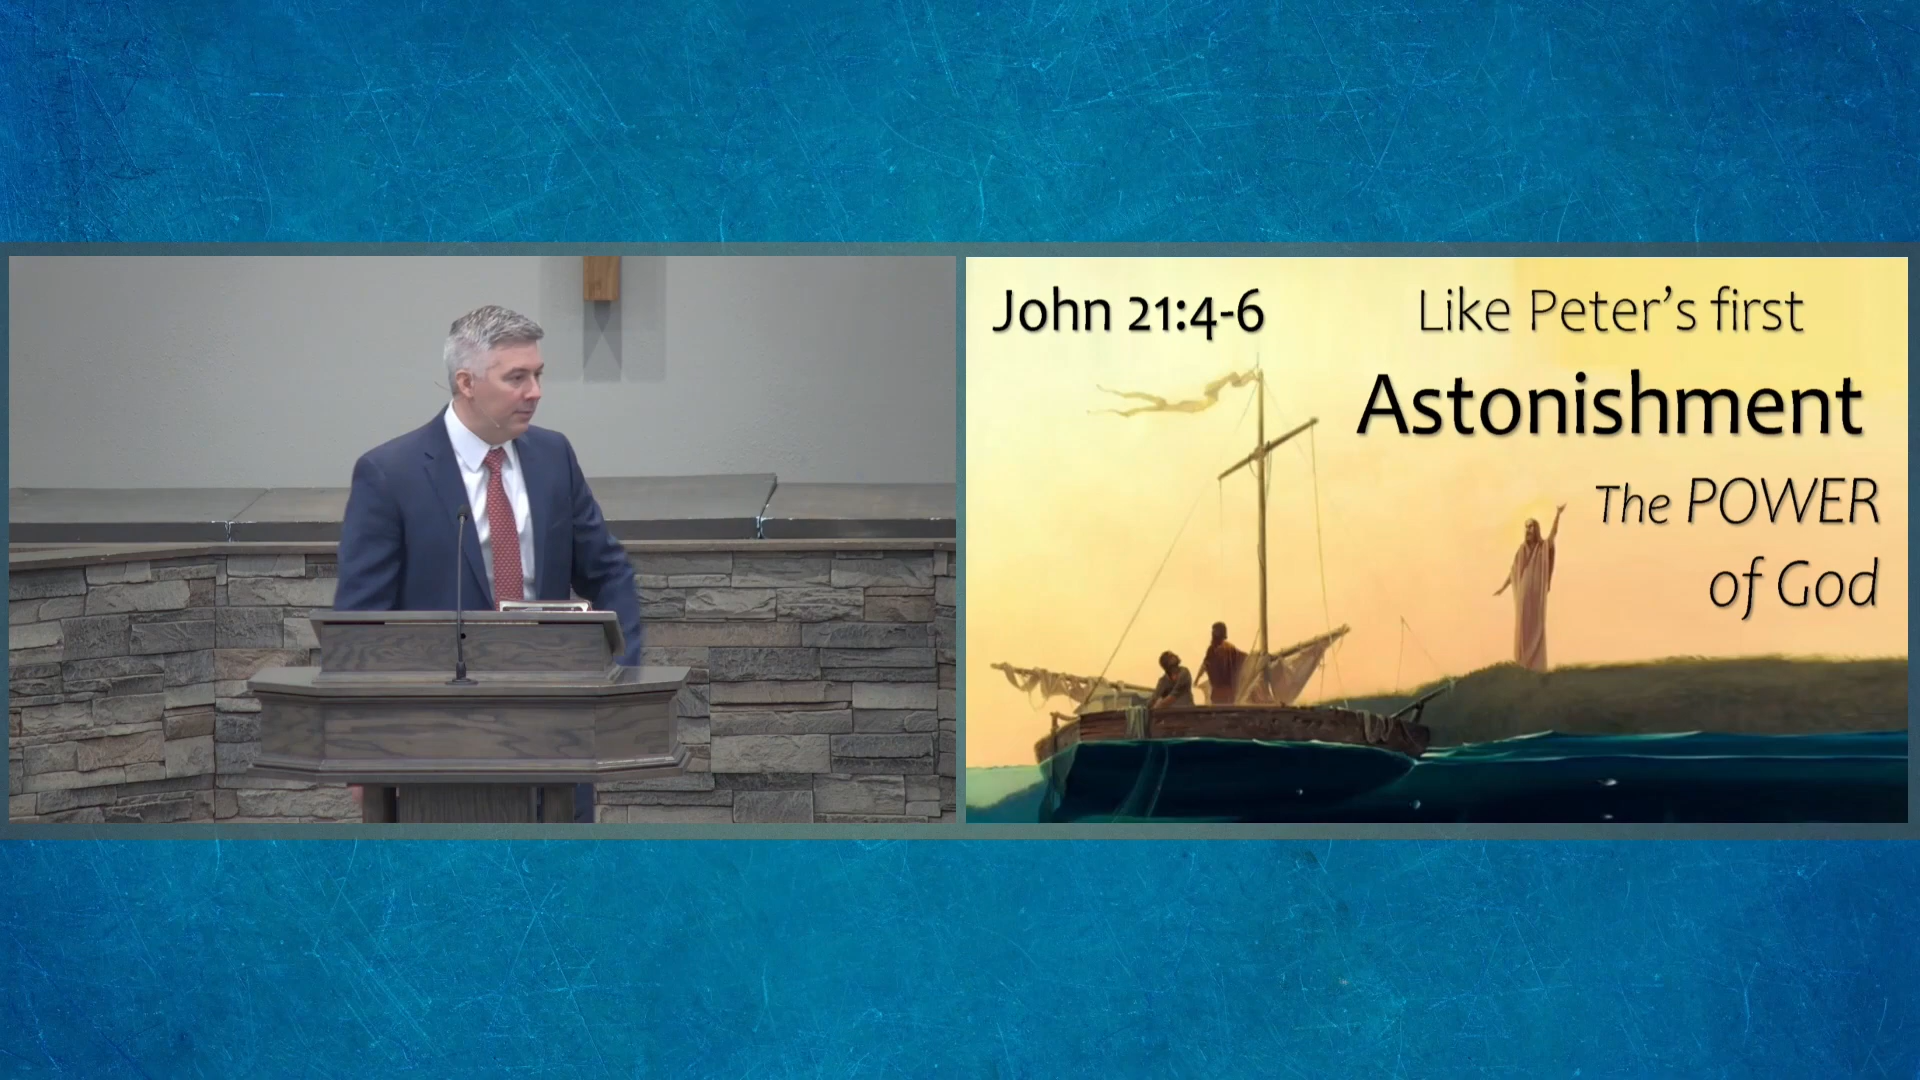 John 21:4-6
Like Peter's first
Astonishment
The POWER
of God